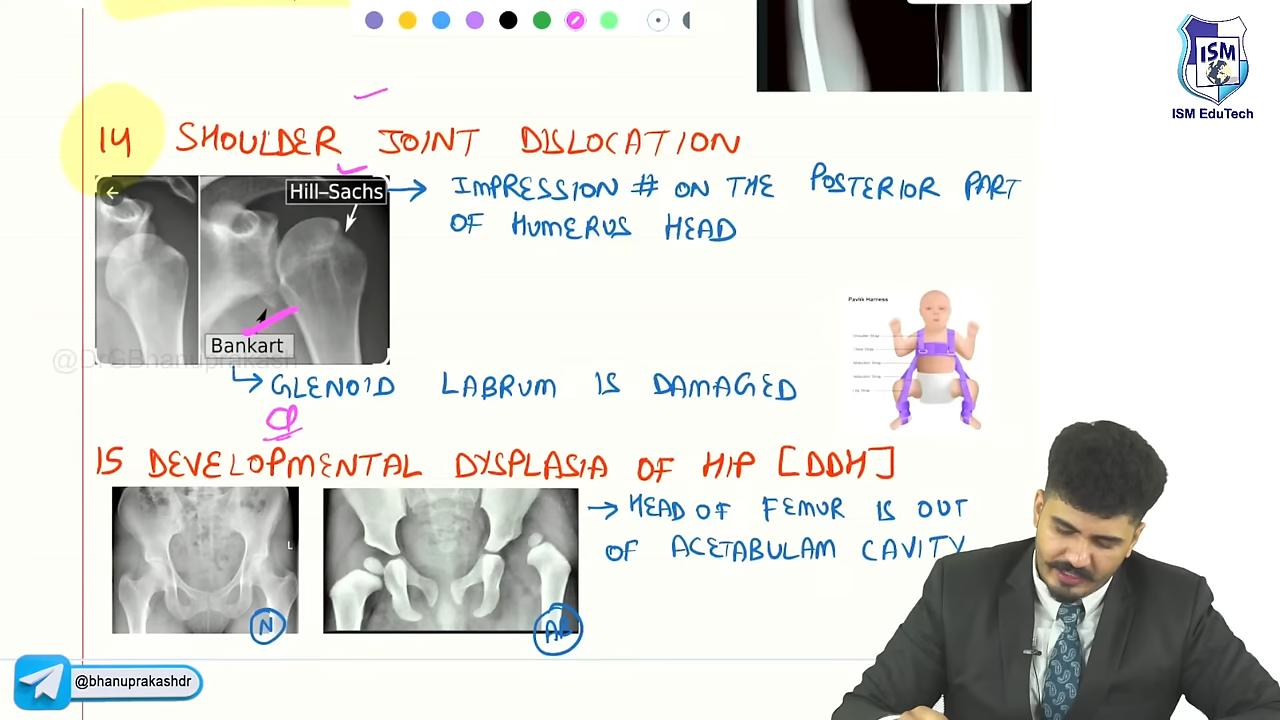 ISM
ISM EduTech
14 SHOULDER JOINT DISLOCATION
Hill–Sachs
IMPRESSION # ON THE POSTERIOR PART
OF HUMERUS HEAD
Bankart
@DrGBhanuprakash
GLENOID LABRUM IS DAMAGED
Pavlik Harness
15 DEVELOPMENTAL DYSPLASIA OF HIP [DDH]
HEAD OF FEMUR IS OUT
OF ACETABULAM CAVITY
L
N
AB
@bhanuprakashdr